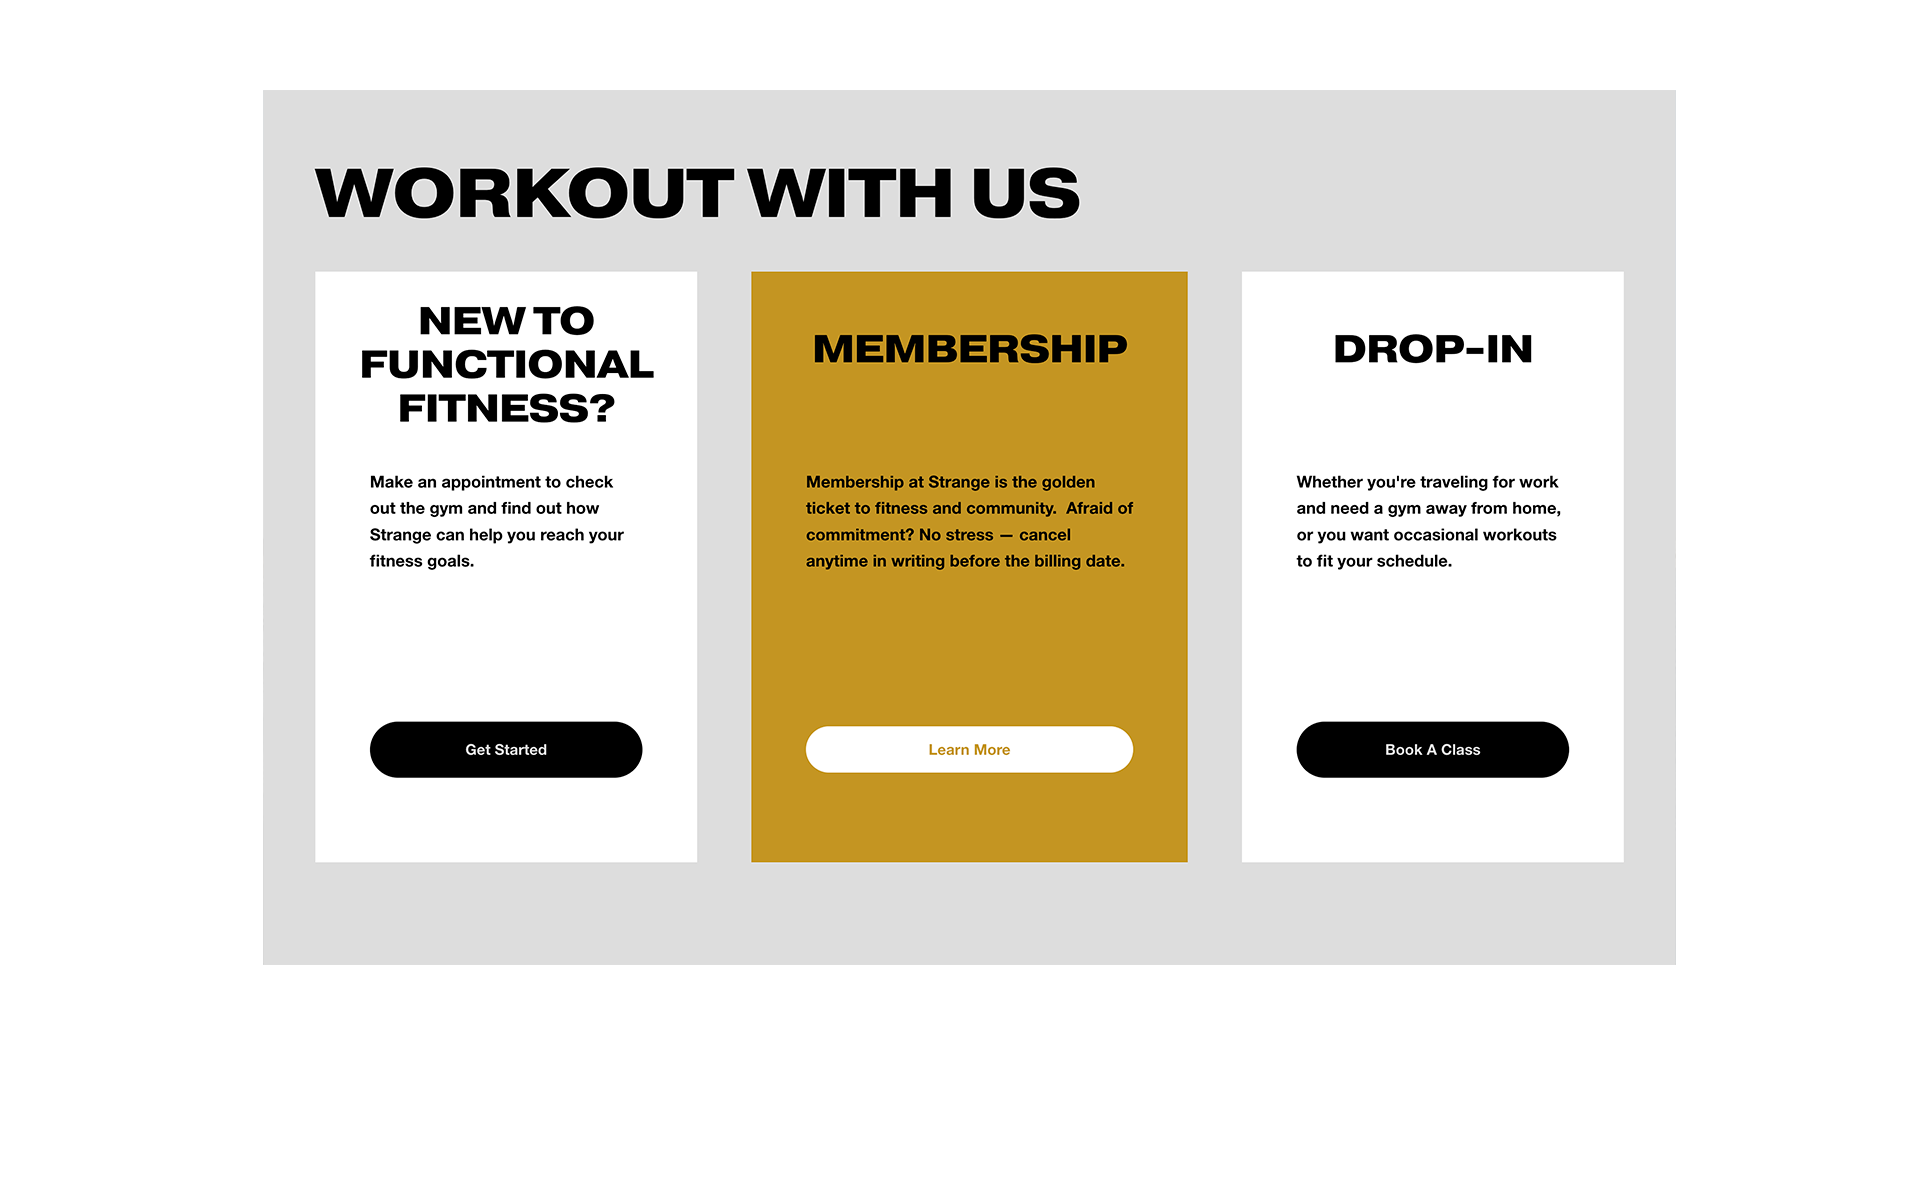 WORKOUT WITH US
NEW TO
FUNCTIONAL
FITNESS?
Make an appointment to check
out the gym and find out how
Strange can help you reach your
fitness goals.
Get Started
MEMBERSHIP
Membership at Strange is the golden
ticket to fitness and community.  Afraid of
commitment? No stress — cancel
anytime in writing before the billing date.
Learn More
DROP-IN
Whether you're traveling for work
and need a gym away from home,
or you want occasional workouts
to fit your schedule.
Book A Class